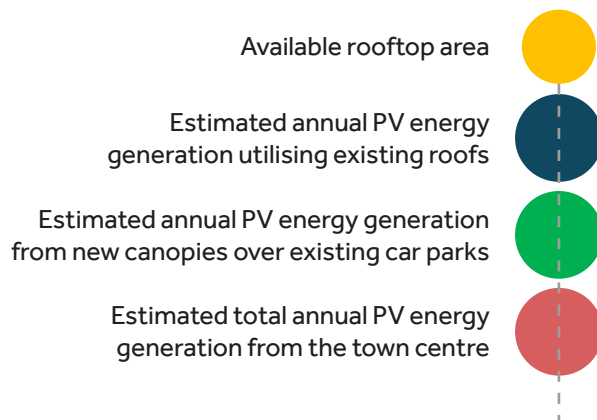 Available rooftop area
Estimated annual PV energy
generation utilising existing roofs
Estimated annual PV energy generation
from new canopies over existing car parks
Estimated total annual PV energy
generation from the town centre